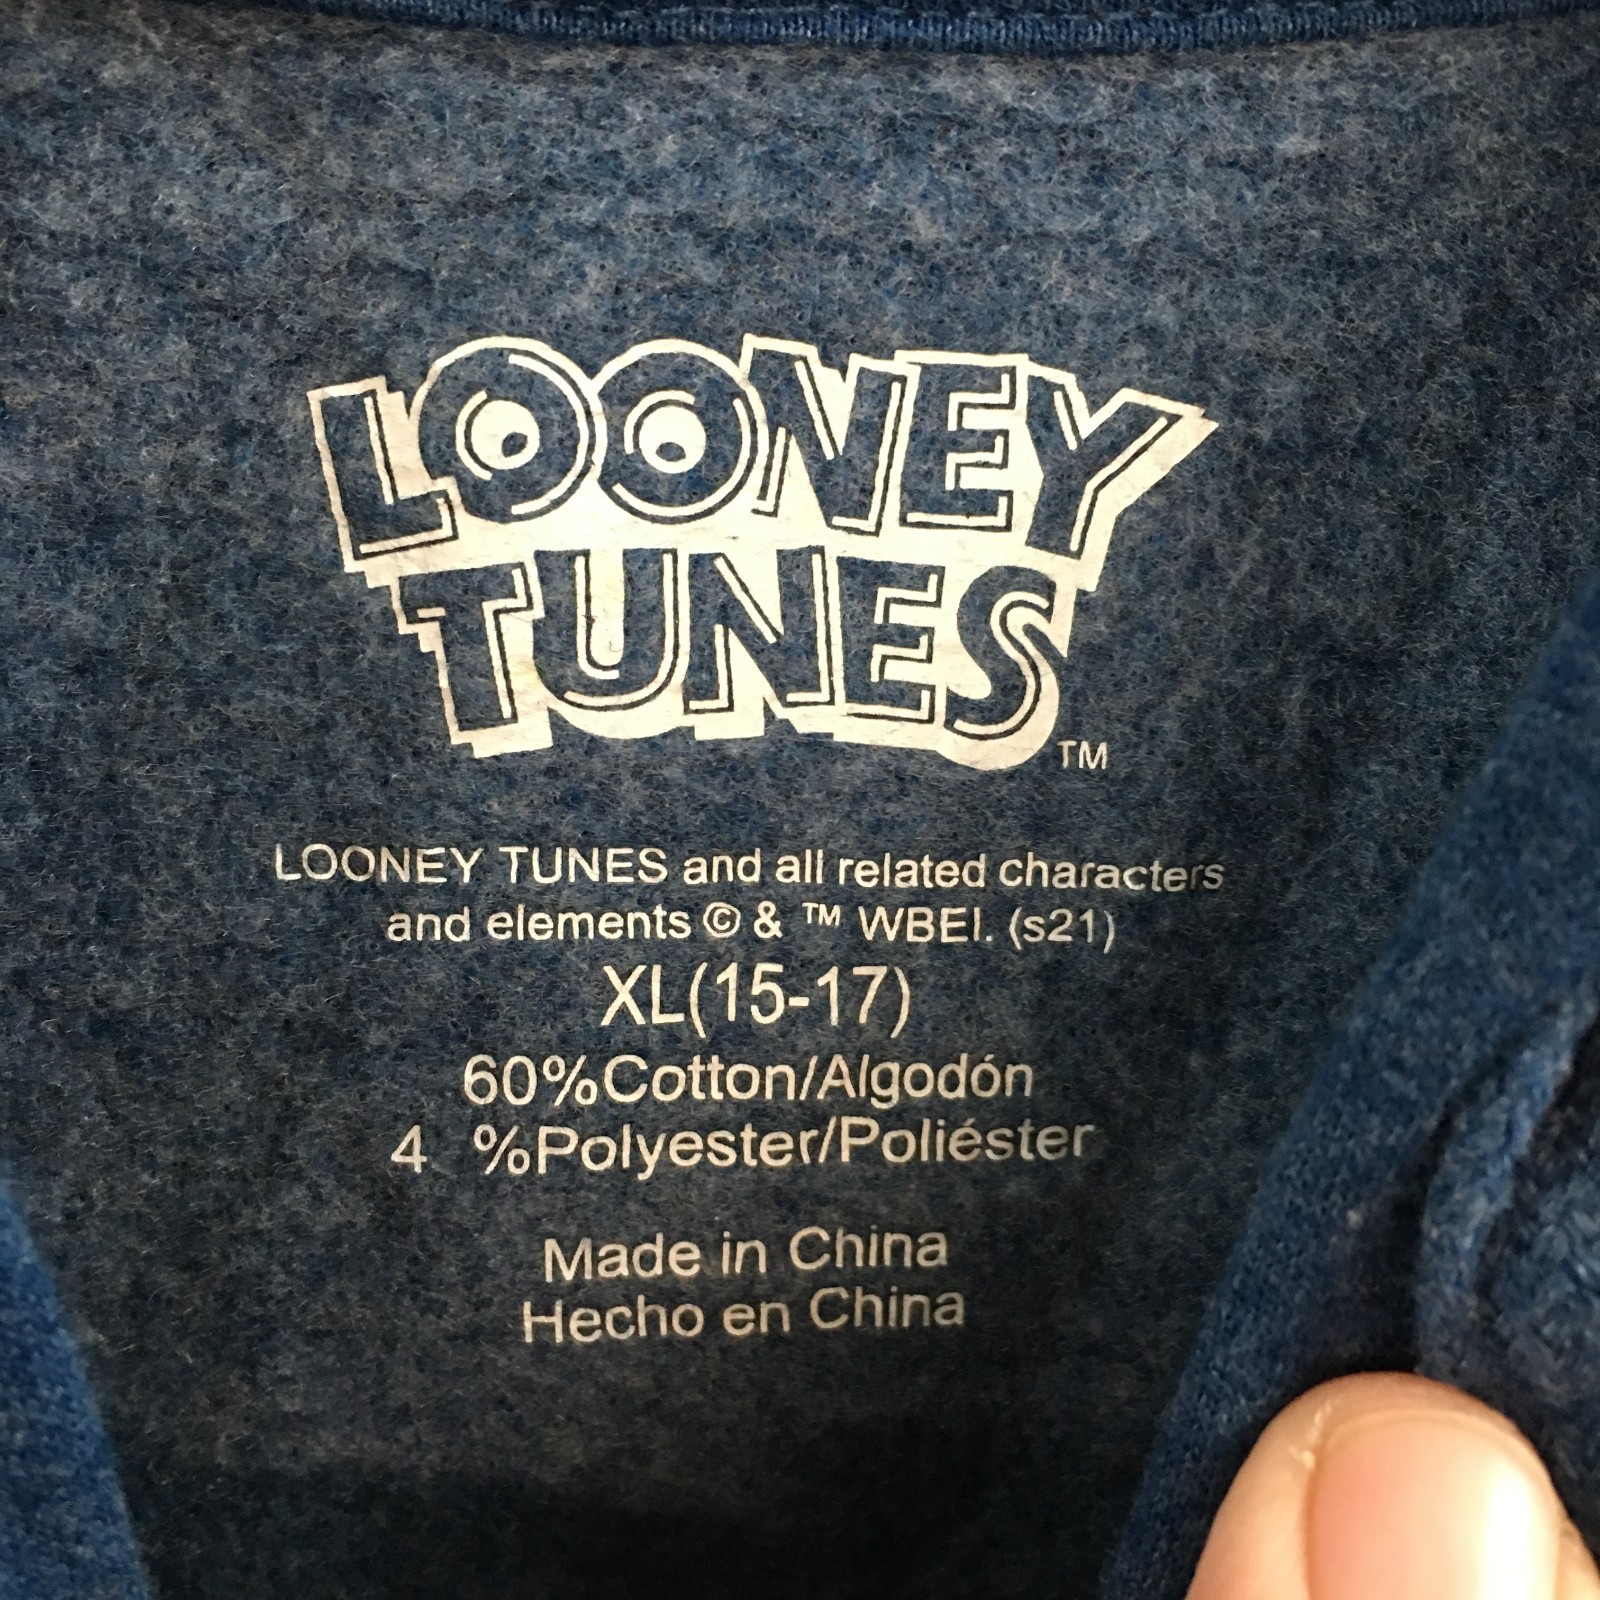 LOONEY
TUNES
TM
LOONEY TUNES and all related characters
and elements © & ™ WBEI. (s21)
XL(15-17)
60%Cotton/Algodón
4 %Polyester/Poliéster
Made in China
Hecho en China